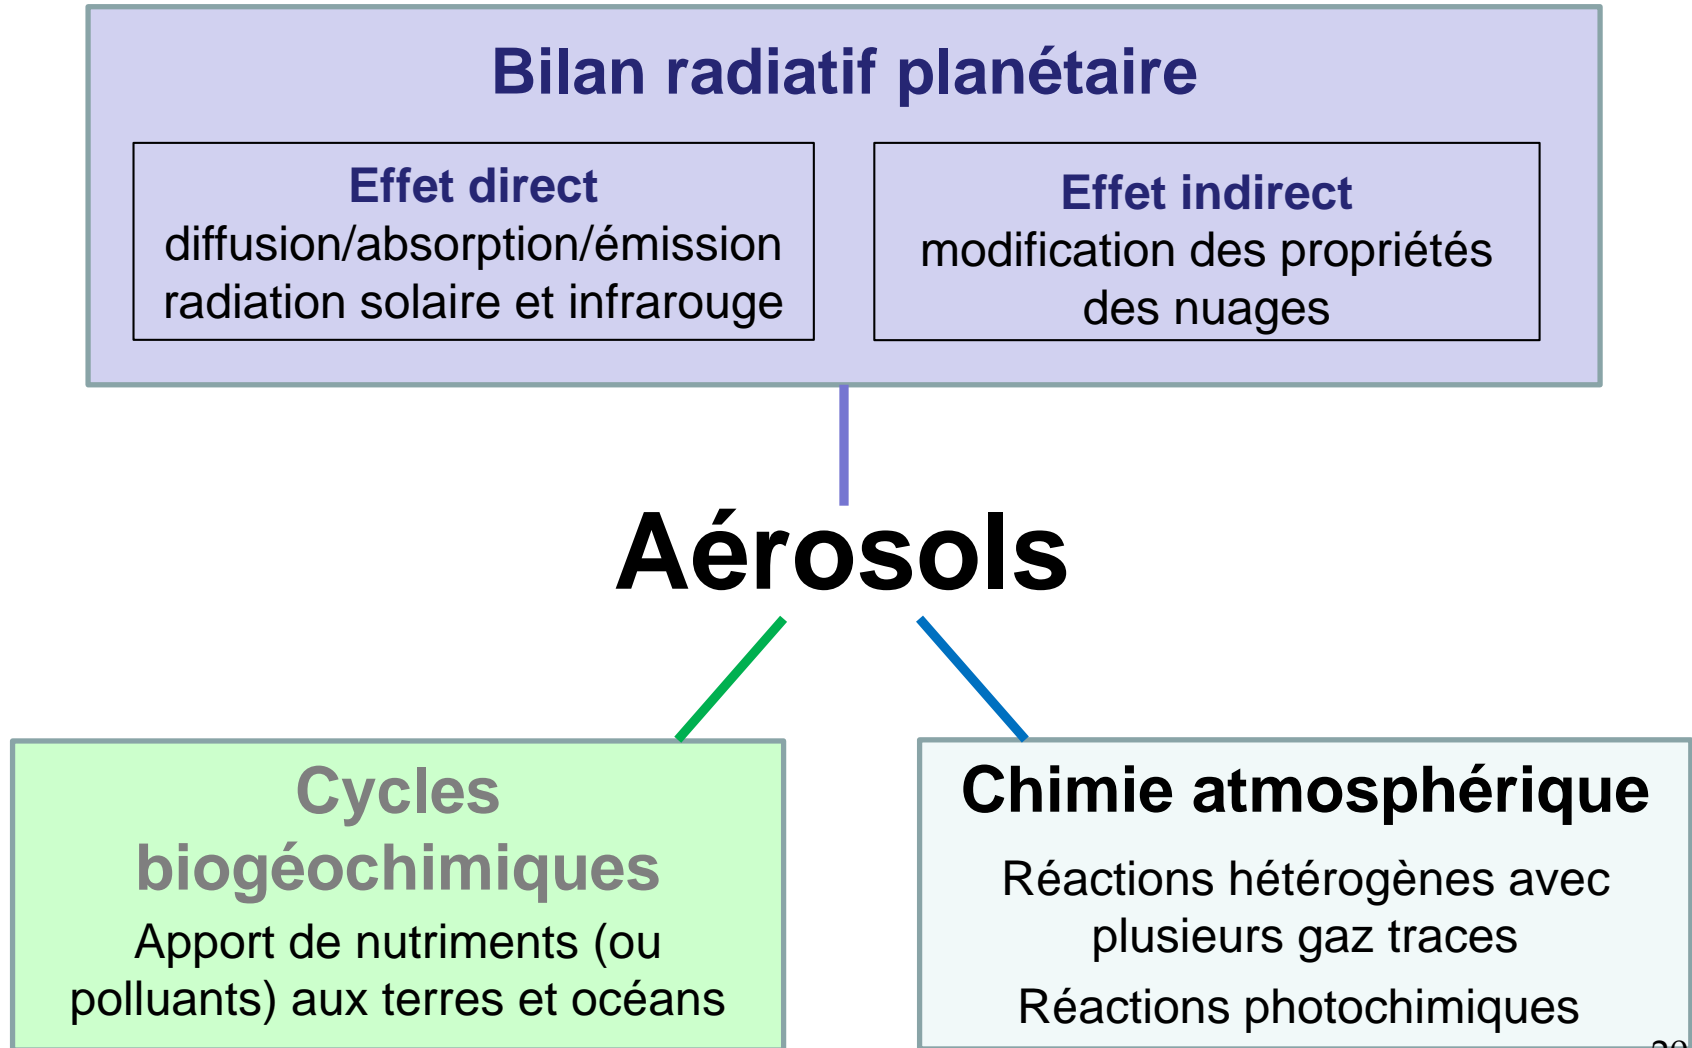 Bilan radiatif planétaire
Effet direct
diffusion/absorption/émission
radiation solaire et infrarouge
Effet indirect
modification des propriétés
des nuages
Aérosols
Cycles
biogéochimiques
Apport de nutriments (ou
polluants) aux terres et océans
Chimie atmosphérique
Réactions hétérogènes avec
plusieurs gaz traces
Réactions photochimiques